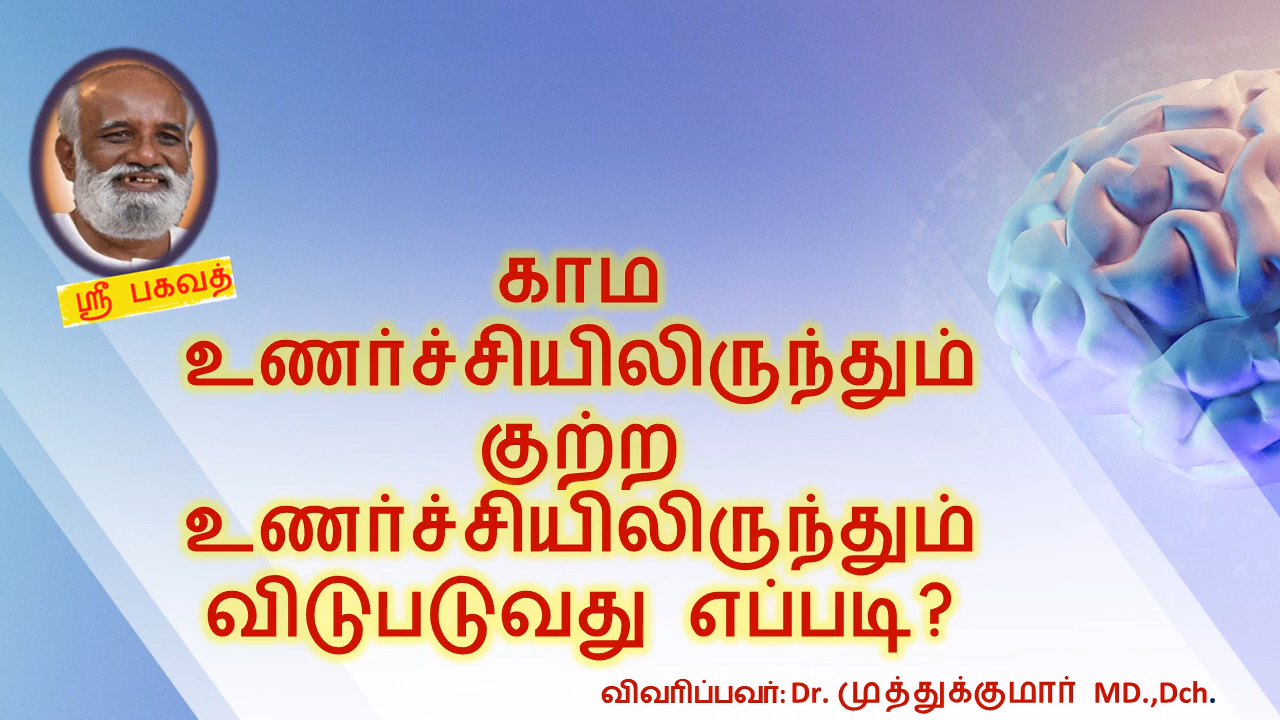 ஸ்ரீ பகவத்
காம
உணர்ச்சியிலிருந்தும்
குற்ற
உணர்ச்சியிலிருந்தும்
விடுபடுவது எப்படி?
விவரிப்பவர்: Dr. முத்துக்குமார் MD.,Dch.